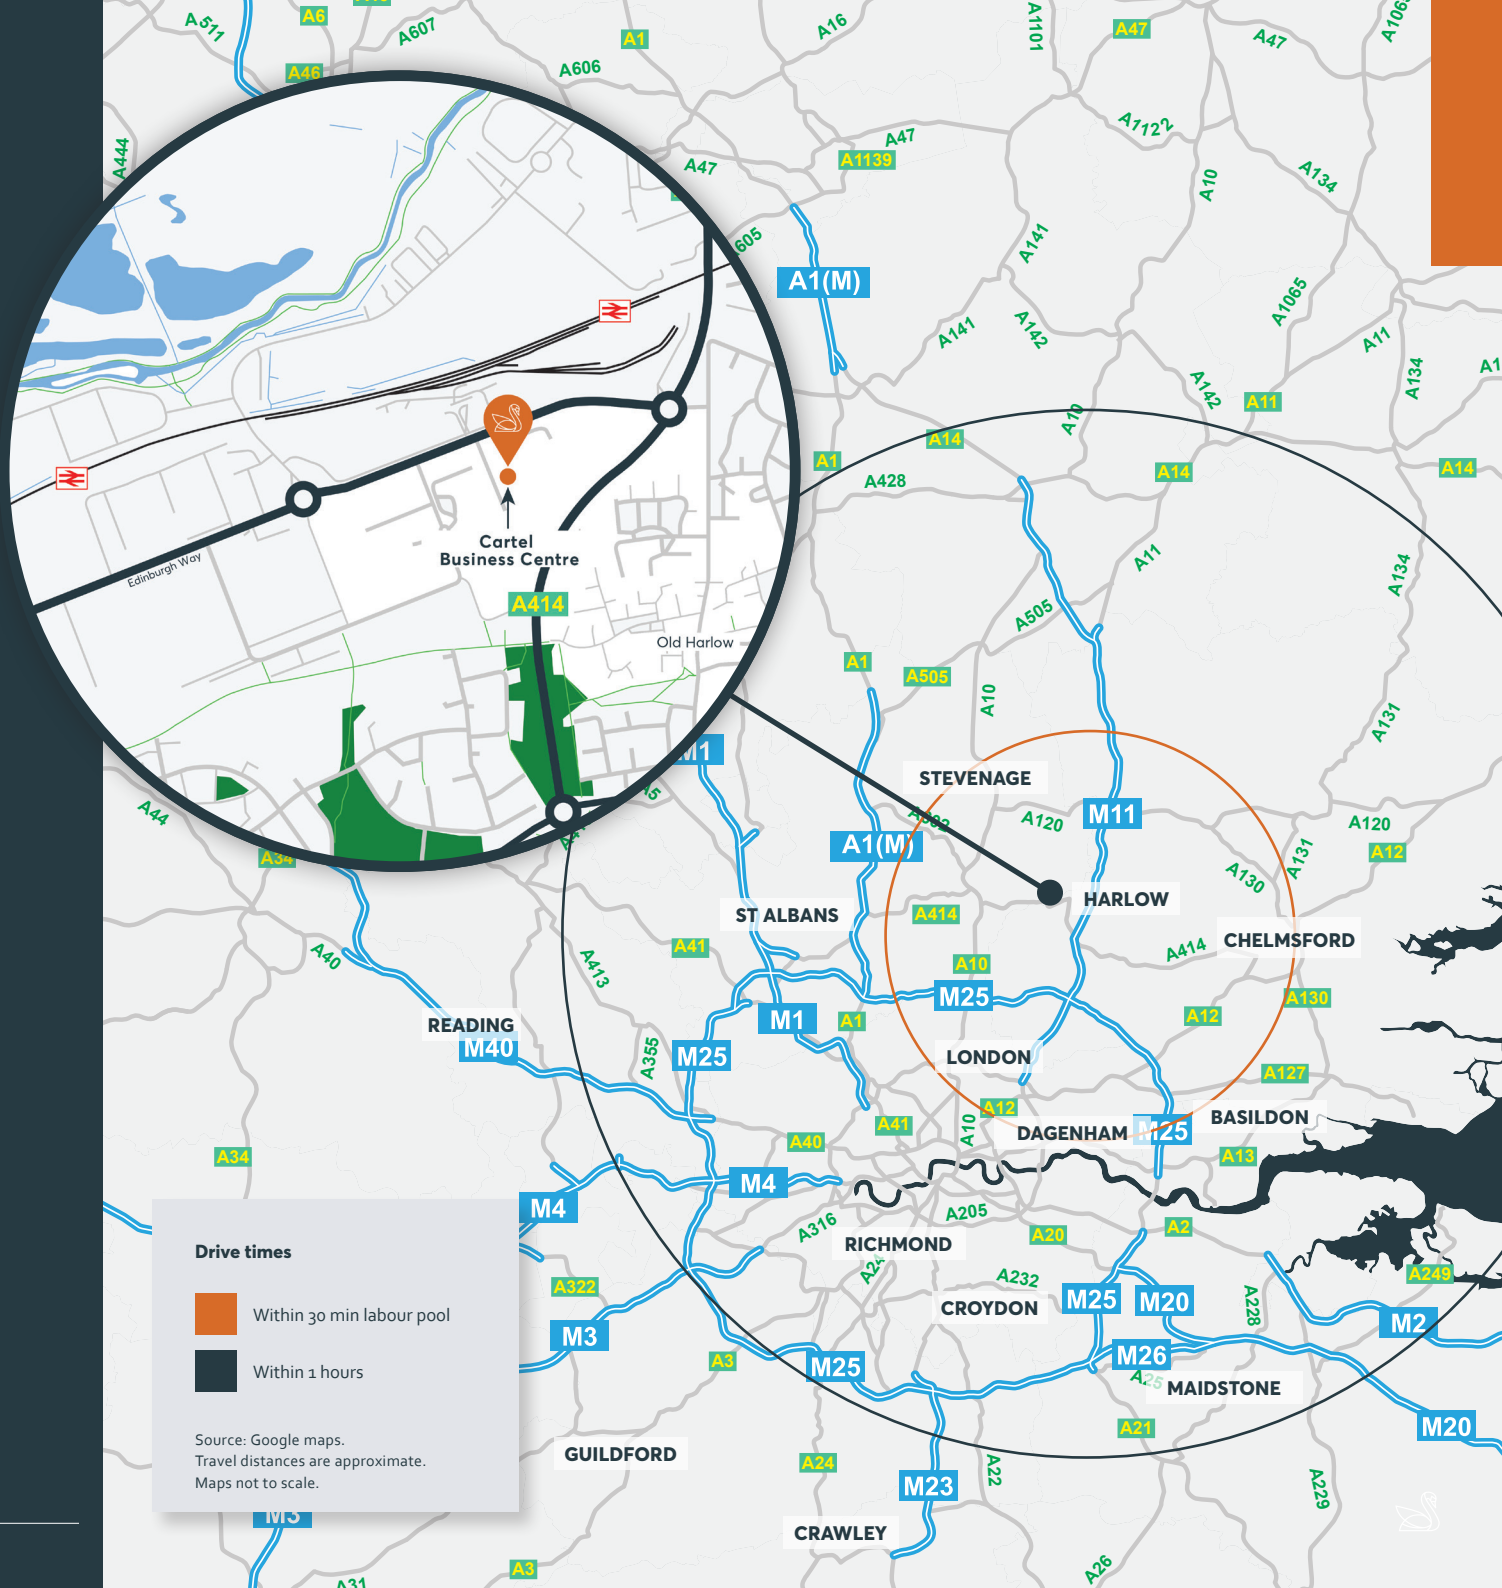 A511
A6
A607
A1
A16
A1101
A47
A47
A1065
A46
A606
A444
A47
A1139
A47
A1122
A10
A134
A605
A141
A1(M)
A1065
A141
A142
A11
A134
A142
A11
A10
A14
A1
A428
A14
A14
Cartel
Business Centre
Edinburgh Way
A414
Old Harlow
A11
A134
A505
A1
A505
A10
A131
M1
STEVENAGE
A5
A44
M11
A120
A120
A1(M)
A34
A131
A12
A130
HARLOW
ST ALBANS
A414
CHELMSFORD
A40
A41
A413
A10
A414
M25
A130
READING
M1
A1
A12
M40
M25
A355
LONDON
A127
A12
A41
A10
BASILDON
A40
DAGENHAM
M25
A34
A13
M4
M4
A316
A205
A2
A20
RICHMOND
A24
Drive times
A322
A232
A249
Within 30 min labour pool
CROYDON
M25
M20
A228
M3
M2
A3
M25
M26
Within 1 hours
A25
MAIDSTONE
A21
M20
Source: Google maps.
GUILDFORD
Travel distances are approximate.
A24
A22
Maps not to scale.
M23
A229
M3
CRAWLEY
A3
A26
A31